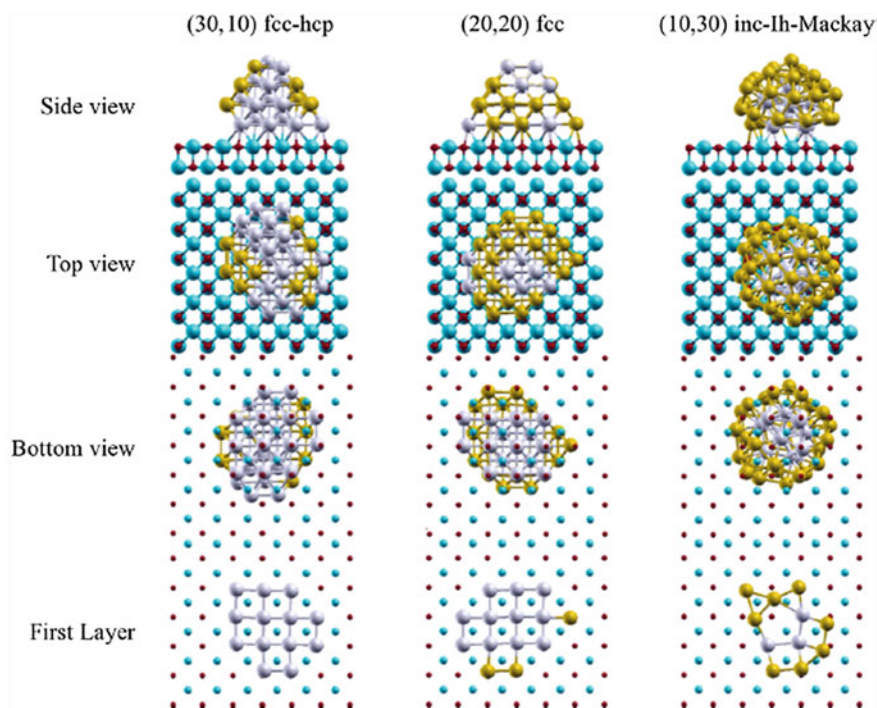 (30,10) fcc-hcp (20,20) fcc (10,30) inc-Ih-Mackay
Side view
Top view
Bottom view
First Layer